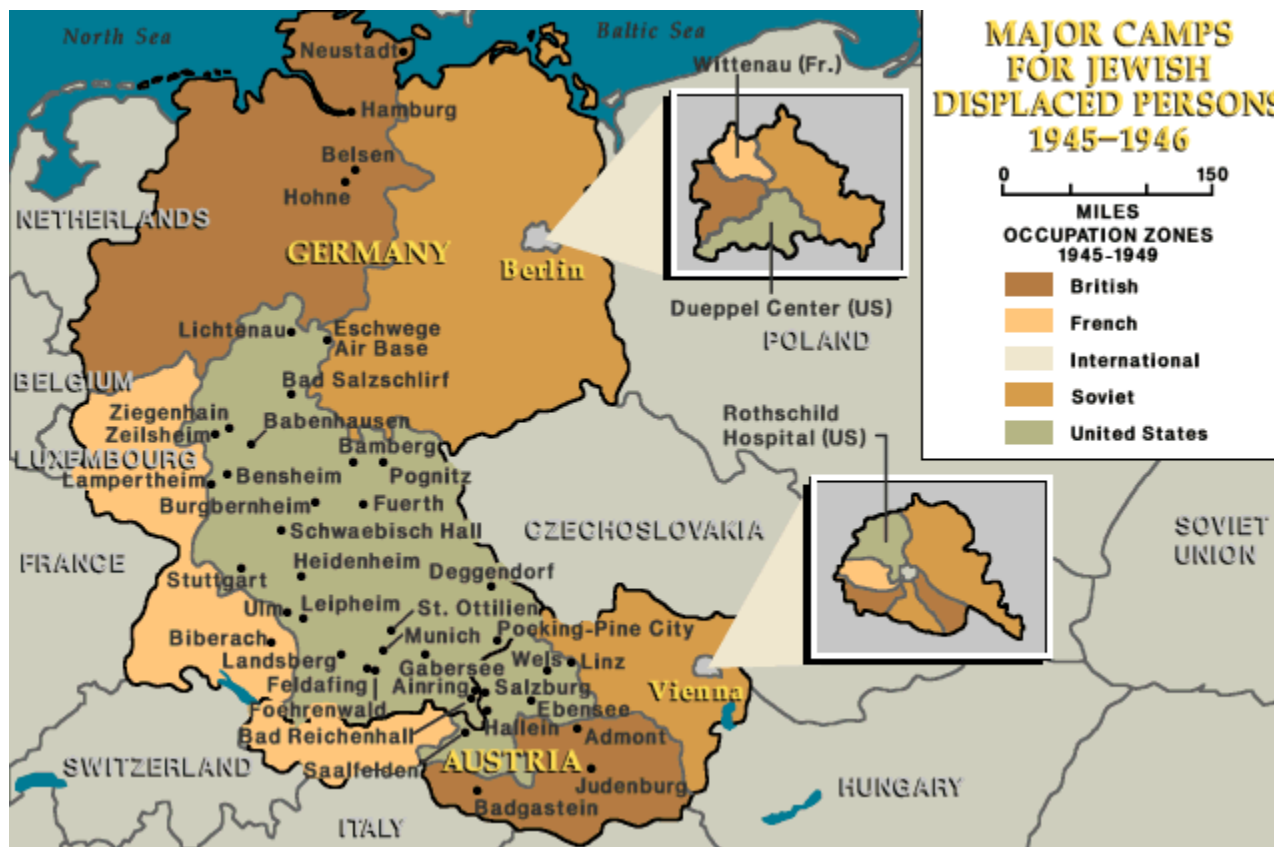 North Sea
Baltic Sea
MAJOR CAMPS
FOR JEWISH
DISPLACED PERSONS
1945–1946
0 150
MILES
OCCUPATION ZONES
1945-1949
British
French
International
Soviet
United States
Neustadt
Wittenau (Fr.)
Hamburg
Belsen
Hohne
NETHERLANDS
GERMANY
Berlin
Dueppel Center (US)
Lichtenau
Eschwege
Air Base
POLAND
BELGIUM
Bad Salzschlirf
Ziegenhain
Babenhausen
Zeilsheim
Rothschild
Hospital (US)
Bamberg
LUXEMBOURG
Lampertheim
Bensheim
Pognitz
Burgbernheim
Fuerth
Schwaebisch Hall
CZECHOSLOVAKIA
SOVIET
UNION
FRANCE
Heidenheim
Stuttgart
Deggendorf
Ulm
Leipheim
St. Ottilien
Biberach
Munich
Pocking-Pine City
Landsberg
Gabersee
Wels
Linz
Feldafing
Ainring
Salzburg
Vienna
Foehrenwald
Ebensee
Bad Reichenhall
Hallein
Admont
SWITZERLAND
Saalfelden
AUSTRIA
Judenburg
HUNGARY
Badgastein
ITALY